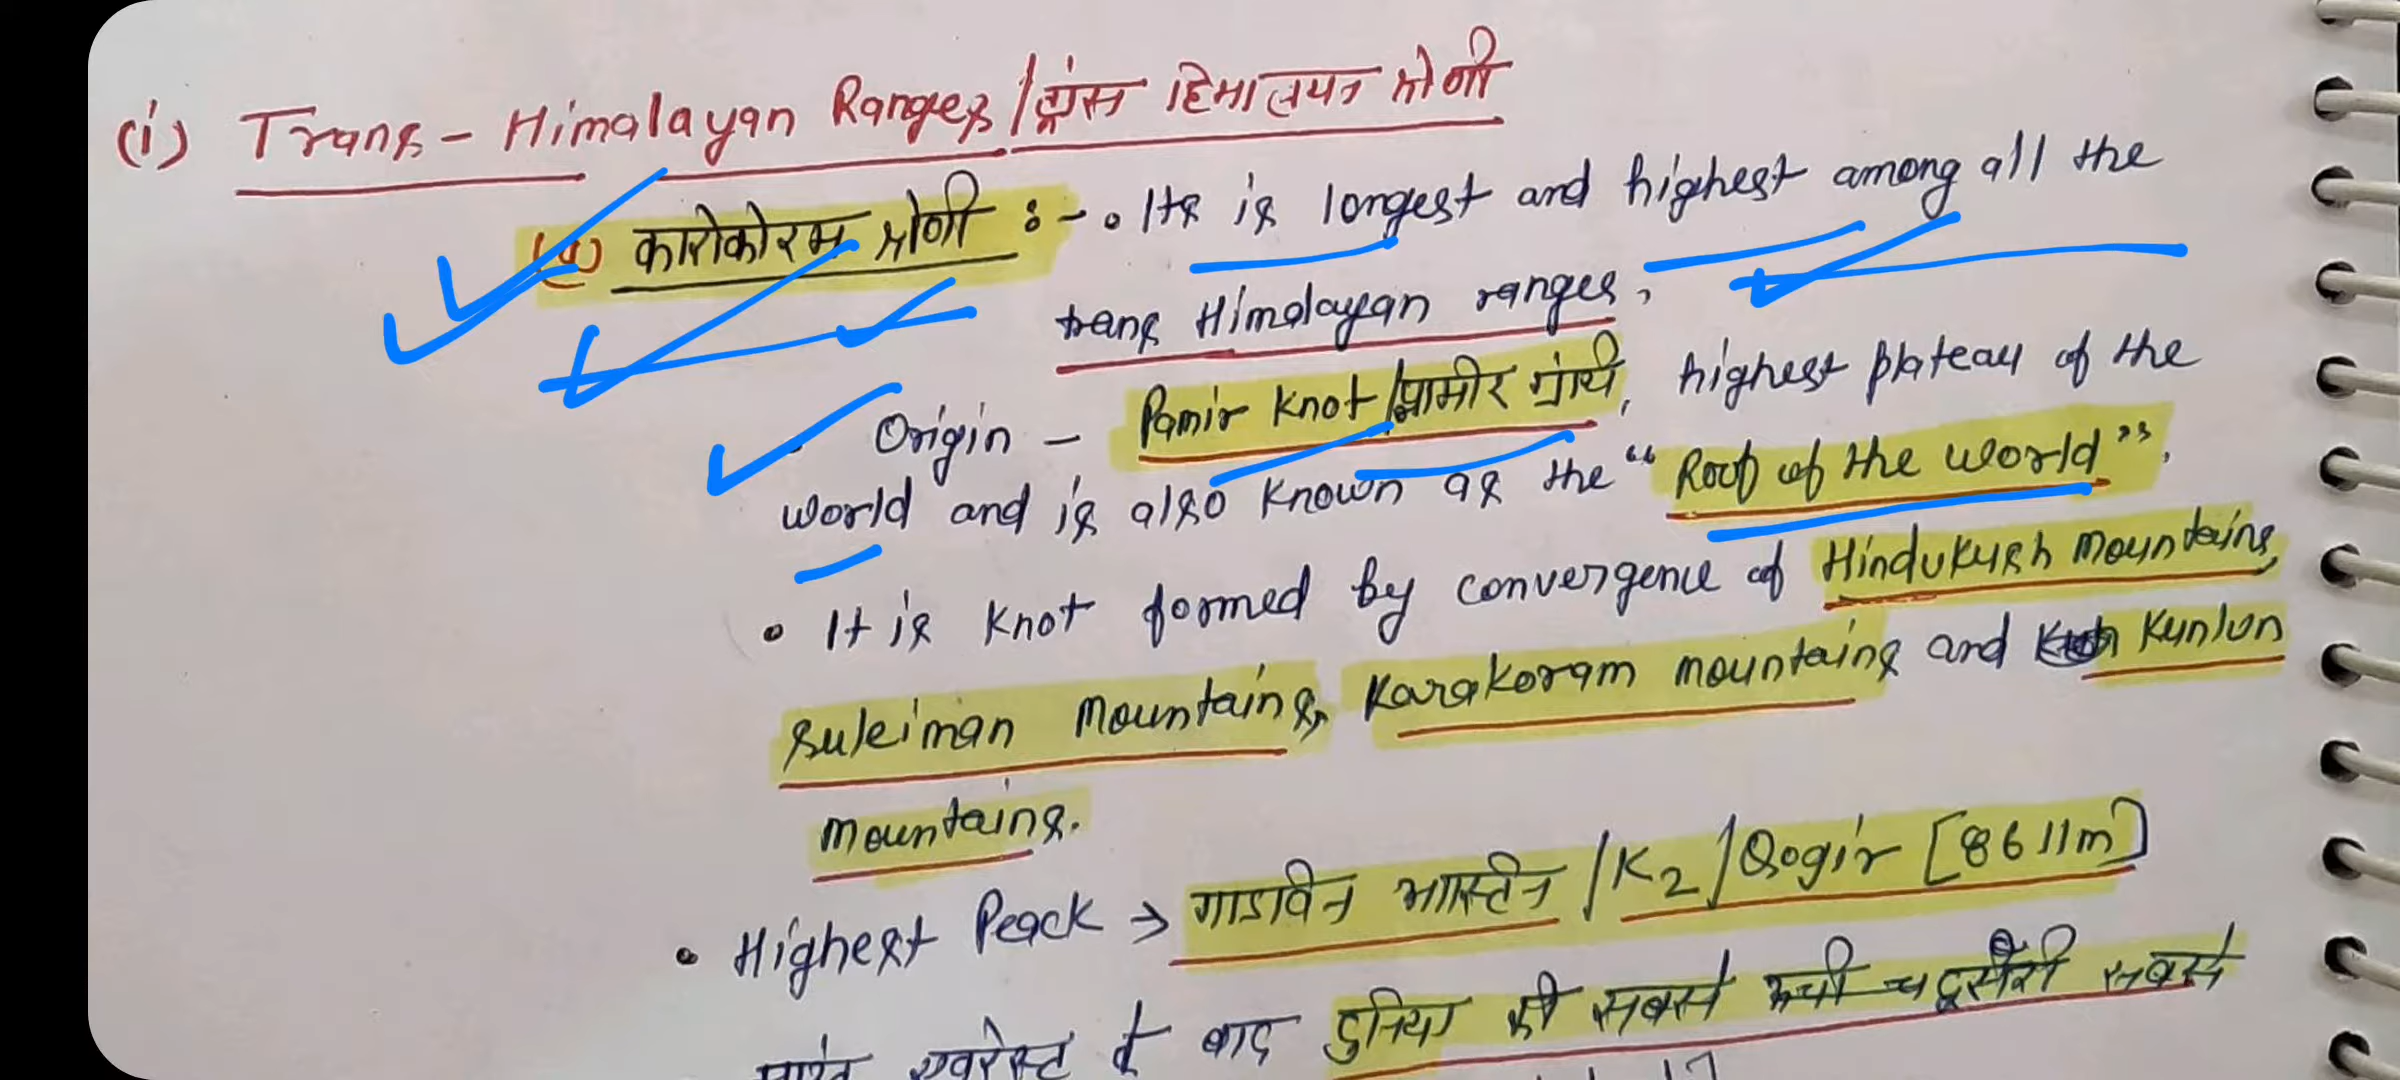 (i) Trans - Himalayan Ranges/ट्रांस हिमालयन श्रेणी
(a) काराकोरम श्रेणी :- • Its is longest and highest among all the
trans Himalayan ranges,
Origin - Pamir Knot/पामीर ग्रंथि, highest plateau of the
world and is also known as the "Roof of the world".
• It is Knot formed by convergence of Hindukush Mountains,
Suleiman Mountains, Karakoram mountains and Kunlun
Mountains.
• Highest Peack → गाडविन आस्टिन /K2/Qogir [8611m]
माउंट एवरेस्ट के बाद दुनिया की सबसे ऊंची दूसरी सबसे